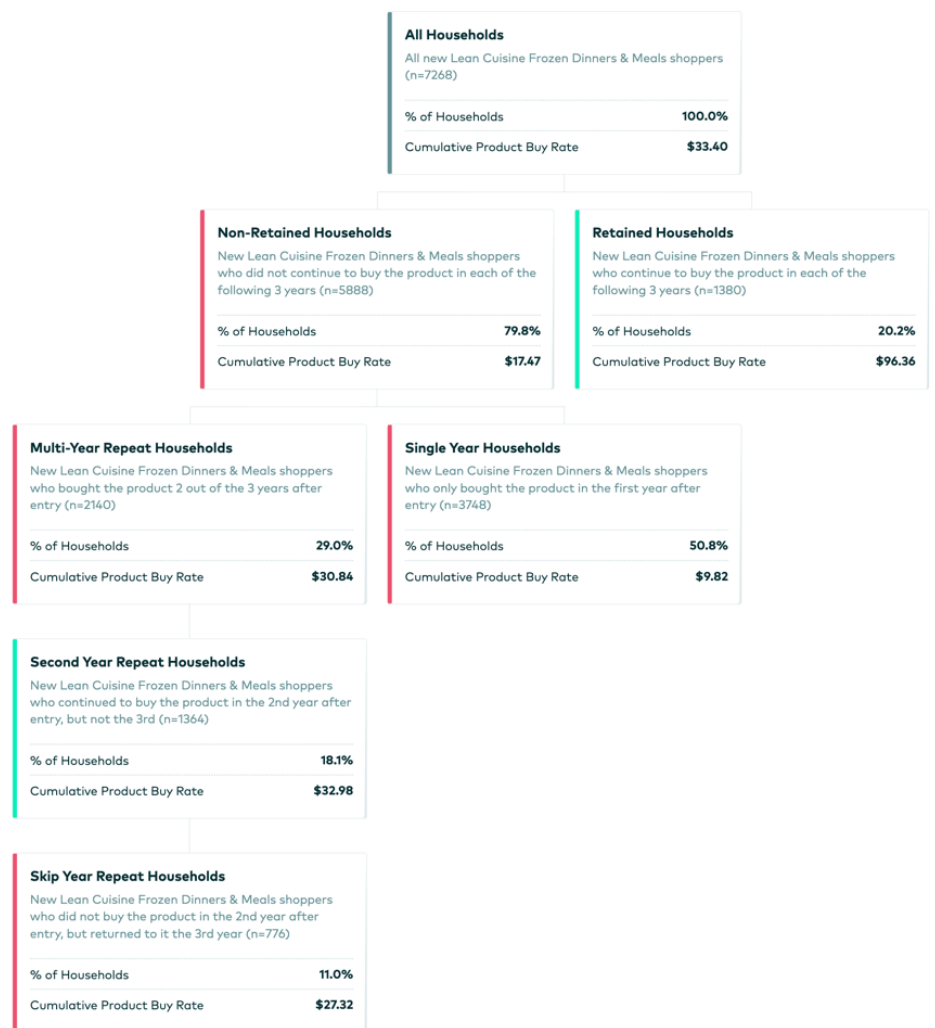 All Households
All new Lean Cuisine Frozen Dinners & Meals shoppers
(n=7268)
% of Households 100.0%
Cumulative Product Buy Rate $33.40
Non-Retained Households
New Lean Cuisine Frozen Dinners & Meals shoppers
who did not continue to buy the product in each of the
following 3 years (n=5888)
% of Households 79.8%
Cumulative Product Buy Rate $17.47
Retained Households
New Lean Cuisine Frozen Dinners & Meals shoppers
who continue to buy the product in each of the
following 3 years (n=1380)
% of Households 20.2%
Cumulative Product Buy Rate $96.36
Multi-Year Repeat Households
New Lean Cuisine Frozen Dinners & Meals shoppers
who bought the product 2 out of the 3 years after
entry (n=2140)
% of Households 29.0%
Cumulative Product Buy Rate $30.84
Single Year Households
New Lean Cuisine Frozen Dinners & Meals shoppers
who only bought the product in the first year after
entry (n=3748)
% of Households 50.8%
Cumulative Product Buy Rate $9.82
Second Year Repeat Households
New Lean Cuisine Frozen Dinners & Meals shoppers
who continued to buy the product in the 2nd year after
entry, but not the 3rd (n=1364)
% of Households 18.1%
Cumulative Product Buy Rate $32.98
Skip Year Repeat Households
New Lean Cuisine Frozen Dinners & Meals shoppers
who did not buy the product in the 2nd year after
entry, but returned to it the 3rd year (n=776)
% of Households 11.0%
Cumulative Product Buy Rate $27.32